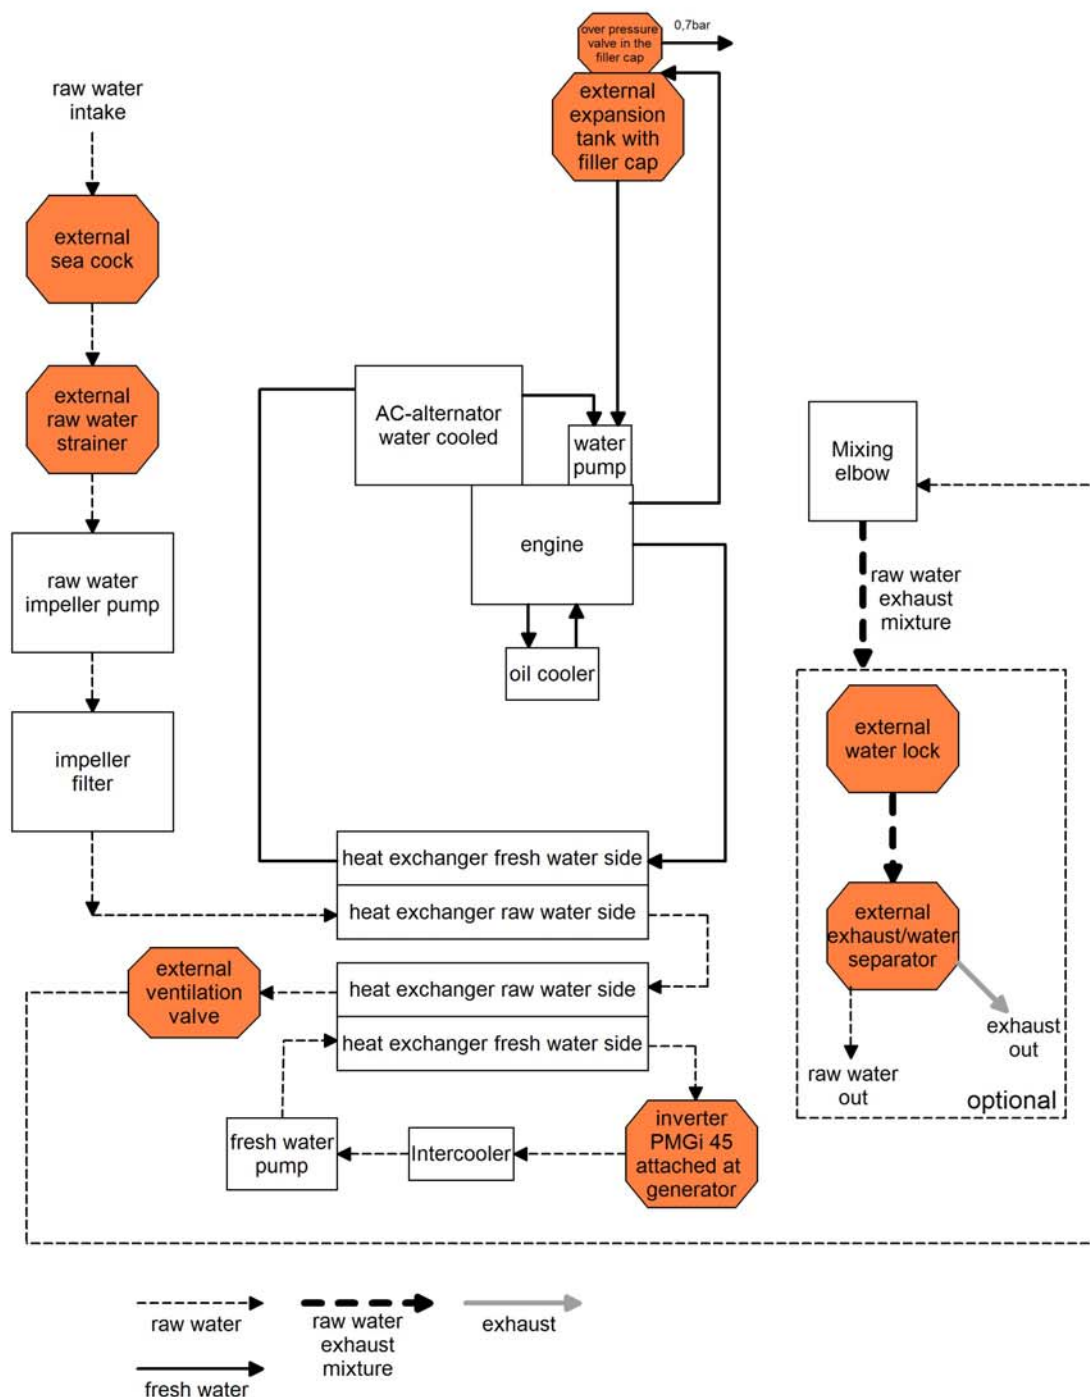 over pressure
valve in the
filler cap
0,7bar
external
expansion
tank with
filler cap
raw water
intake
external
sea cock
external
raw water
strainer
raw water
impeller pump
impeller
filter
AC-alternator
water cooled
water
pump
engine
oil cooler
Mixing
elbow
raw water
exhaust
mixture
external
water lock
external
exhaust/water
separator
exhaust
out
raw water
out
optional
heat exchanger fresh water side
heat exchanger raw water side
external
ventilation
valve
heat exchanger raw water side
heat exchanger fresh water side
fresh water
pump
Intercooler
inverter
PMGi 45
attached at
generator
raw water
raw water
exhaust
mixture
exhaust
fresh water